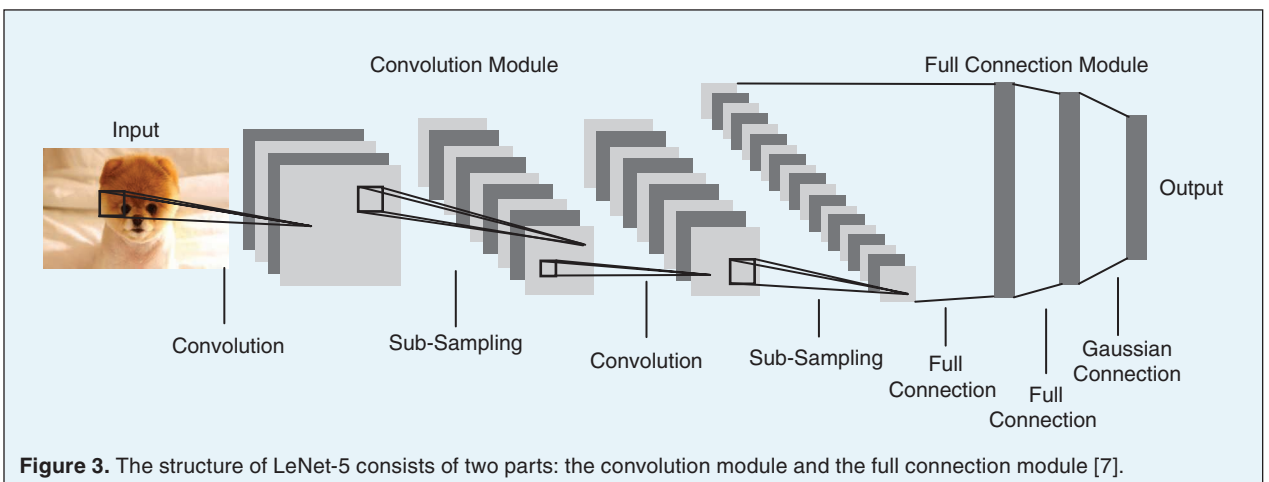 Convolution Module
Full Connection Module
Input
Output
Convolution
Sub-Sampling
Convolution
Sub-Sampling
Full
Connection
Full
Connection
Gaussian
Connection
Figure 3. The structure of LeNet-5 consists of two parts: the convolution module and the full connection module [7].